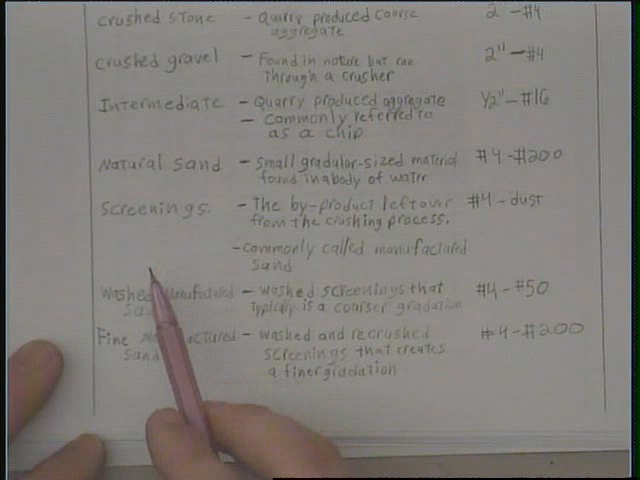 crushed stone - Quarry produced coarse 2" - #4
aggregate
crushed gravel - Found in nature but ran 2" - #4
through a crusher
Intermediate - Quarry produced aggregate 1/2" - #16
- commonly referred to
as a chip
Natural sand - small gradulor-sized material #4 - #200
found in a body of water
Screenings - The by-product leftover #4 - dust
from the crushing process.
- commonly called manufactured
sand
washed Manufactured - washed screenings that #4 - #50
typically is a coarser gradation
Fine - washed and recrushed #4 - #200
Sand screenings that creates
a finer gradation